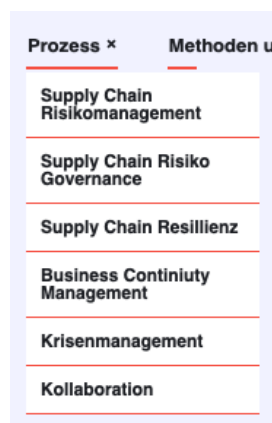 Prozess × Methoden u
Supply Chain
Risikomanagement
Supply Chain Risiko
Governance
Supply Chain Resillienz
Business Continiuty
Management
Krisenmanagement
Kollaboration